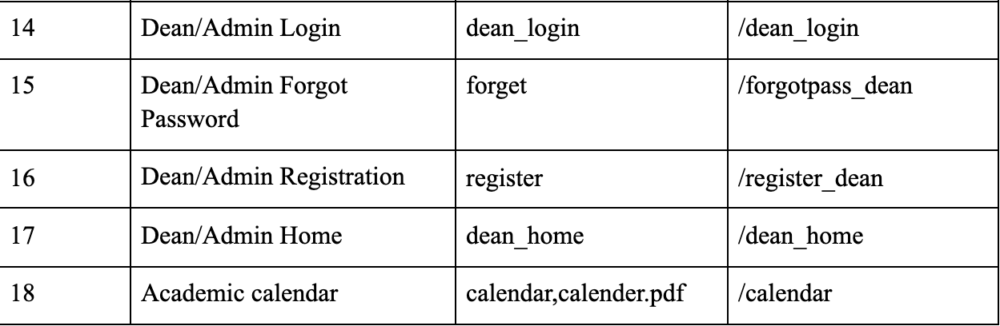 14 Dean/Admin Login dean_login /dean_login
15 Dean/Admin Forgot forget /forgotpass_dean
Password
16 Dean/Admin Registration register /register_dean
17 Dean/Admin Home dean_home /dean_home
18 Academic calendar calendar,calender.pdf /calendar